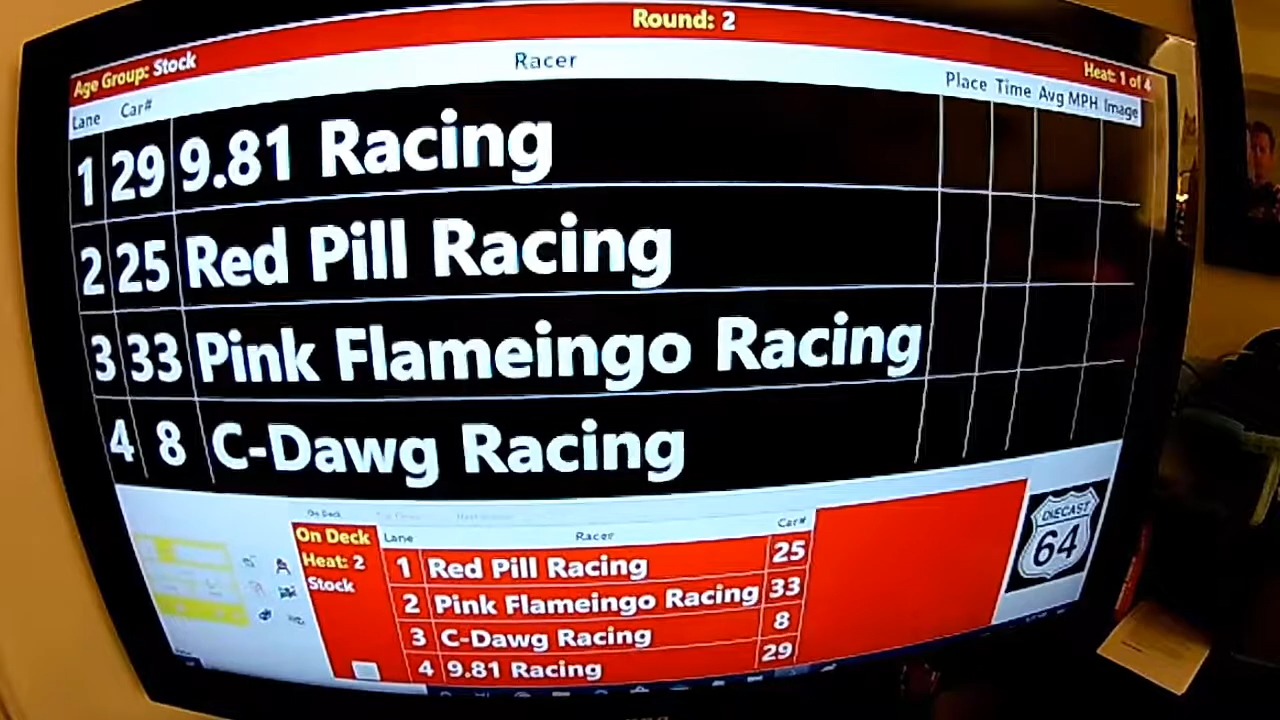 Round: 2
Age Group: Stock
Heat: 1 of 4
Lane Car# Racer Place Time Avg MPH Image
1 29 9.81 Racing
2 25 Red Pill Racing
3 33 Pink Flameingo Racing
4 8 C-Dawg Racing
On Deck
On Deck
Heat: 2
Stock
Lane Racer Car#
1 Red Pill Racing 25
2 Pink Flameingo Racing 33
3 C-Dawg Racing 8
4 9.81 Racing 29
DIECAST
64